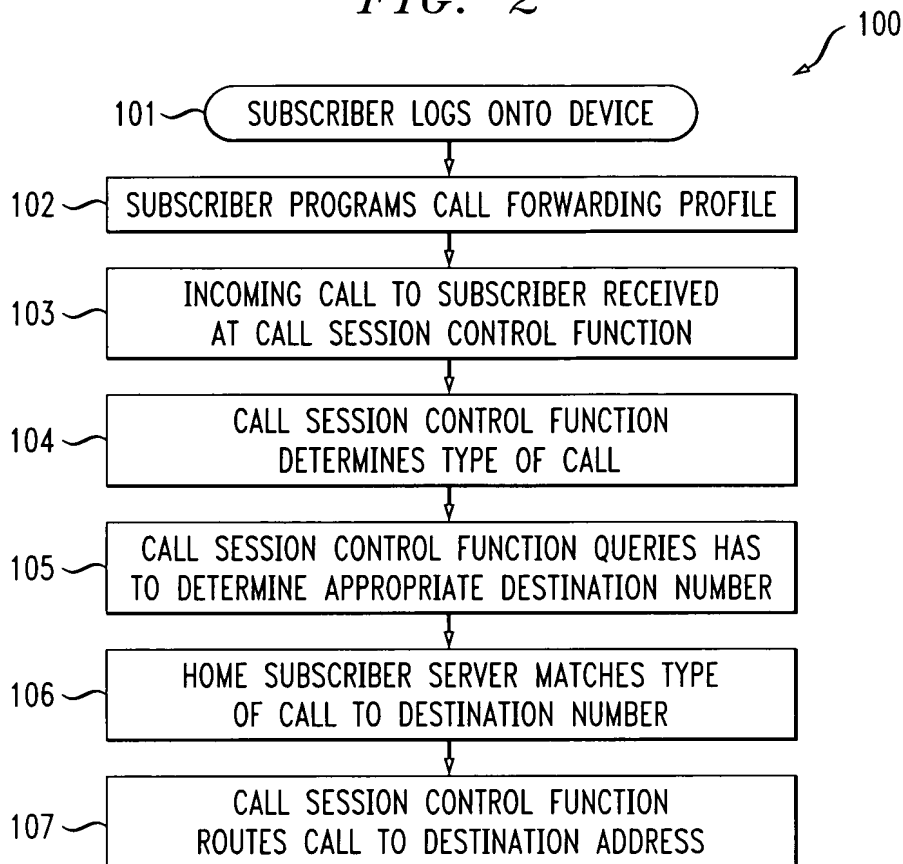 FIG. 2
100
101 SUBSCRIBER LOGS ONTO DEVICE
102 SUBSCRIBER PROGRAMS CALL FORWARDING PROFILE
103 INCOMING CALL TO SUBSCRIBER RECEIVED
AT CALL SESSION CONTROL FUNCTION
104 CALL SESSION CONTROL FUNCTION
DETERMINES TYPE OF CALL
105 CALL SESSION CONTROL FUNCTION QUERIES HAS
TO DETERMINE APPROPRIATE DESTINATION NUMBER
106 HOME SUBSCRIBER SERVER MATCHES TYPE
OF CALL TO DESTINATION NUMBER
107 CALL SESSION CONTROL FUNCTION
ROUTES CALL TO DESTINATION ADDRESS